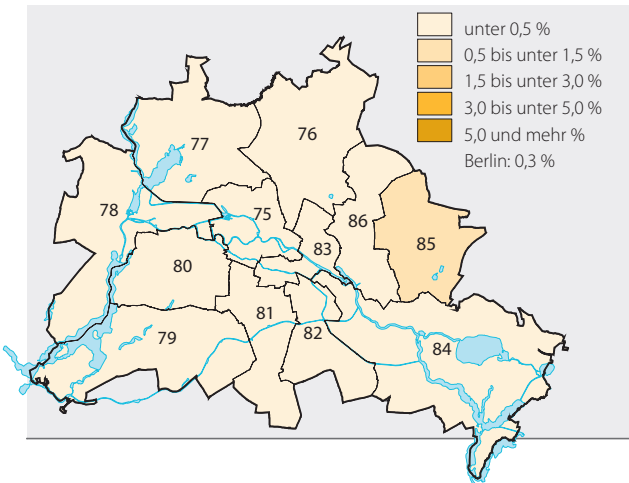 unter 0,5 %
0,5 bis unter 1,5 %
1,5 bis unter 3,0 %
3,0 bis unter 5,0 %
5,0 und mehr %
Berlin: 0,3 %
76
77
78
75
86
85
83
80
81
82
79
84